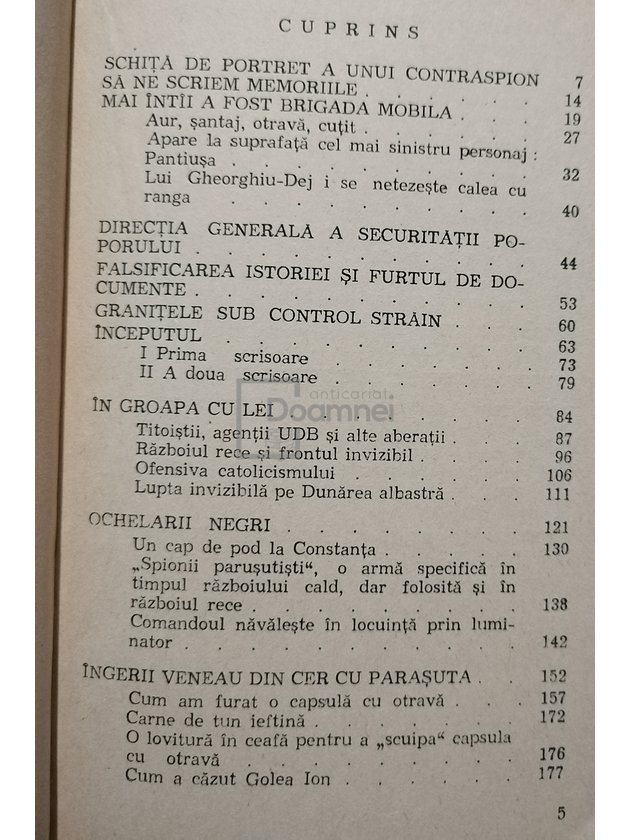 CUPRINS
SCHIȚĂ DE PORTRET A UNUI CONTRASPION 7
SĂ NE SCRIEM MEMORIILE . . . . . . 14
MAI ÎNTÎI A FOST BRIGADA MOBILA . . . 19
Aur, șantaj, otravă, cuțit . . . . . . 27
Apare la suprafață cel mai sinistru personaj :
Pantiușa . . . . . . . . . . 32
Lui Gheorghiu-Dej i se netezește calea cu
ranga . . . . . . . . . . 40
DIRECȚIA GENERALĂ A SECURITĂȚII PO-
PORULUI . . . . . . . . . . 44
FALSIFICAREA ISTORIEI ȘI FURTUL DE DO-
CUMENTE . . . . . . . . . . 53
GRANIȚELE SUB CONTROL STRĂIN . . . 60
ÎNCEPUTUL . . . . . . . . . 63
I Prima scrisoare . . . . . . . 73
II A doua scrisoare . . . . . . . 79
anticariat
Doamnei
ÎN GROAPA CU LEI . . . . . . . 84
Titoiștii, agenții UDB și alte aberații . . . 87
Războiul rece și frontul invizibil . . . . 96
Ofensiva catolicismului . . . . . . 106
Lupta invizibilă pe Dunărea albastră . . . 111
OCHELARII NEGRI . . . . . . . . 121
Un cap de pod la Constanța . . . . . 130
„Spionii parușutiști“, o armă specifică în
timpul războiului cald, dar folosită și în
războiul rece . . . . . . . . . 138
Comandoul năvălește în locuință prin lumi-
nator . . . . . . . . . . . 142
ÎNGERII VENEAU DIN CER CU PARAȘUTA . . 152
Cum am furat o capsulă cu otravă . . . 157
Carne de tun ieftină . . . . . . . 172
O lovitură în ceafă pentru a „scuipa“ capsula
cu otravă . . . . . . . . . 176
Cum a căzut Golea Ion . . . . . . 177
5